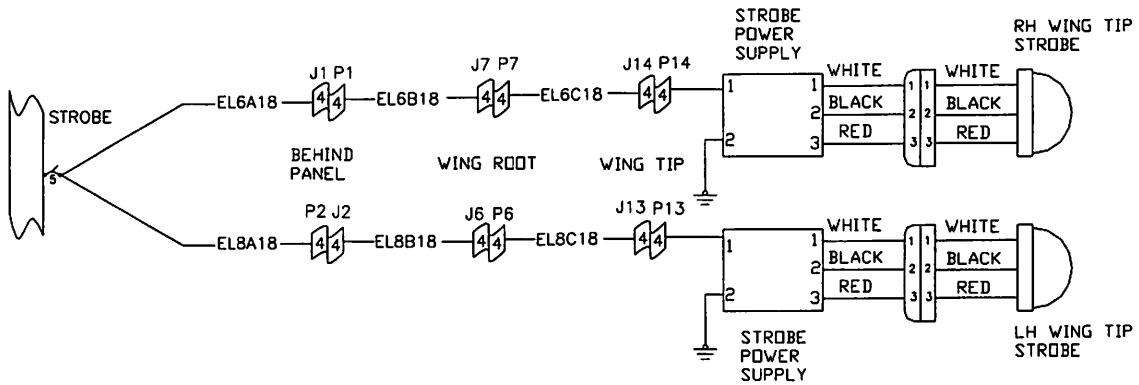 STROBE
POWER
SUPPLY
RH WING TIP
STROBE
J1 P1
J7 P7
J14 P14
WHITE
WHITE
STROBE
EL6A18
4 4
EL6B18
4 4
EL6C18
4 4
1
1
1 1
BLACK
BLACK
2
2 2
RED
RED
2
3
3 3
5
BEHIND
PANEL
WING ROOT
WING TIP
P2 J2
J6 P6
J13 P13
WHITE
WHITE
EL8A18
4 4
EL8B18
4 4
EL8C18
4 4
1
1
1 1
BLACK
BLACK
2
2 2
RED
RED
2
3
3 3
STROBE
POWER
SUPPLY
LH WING TIP
STROBE